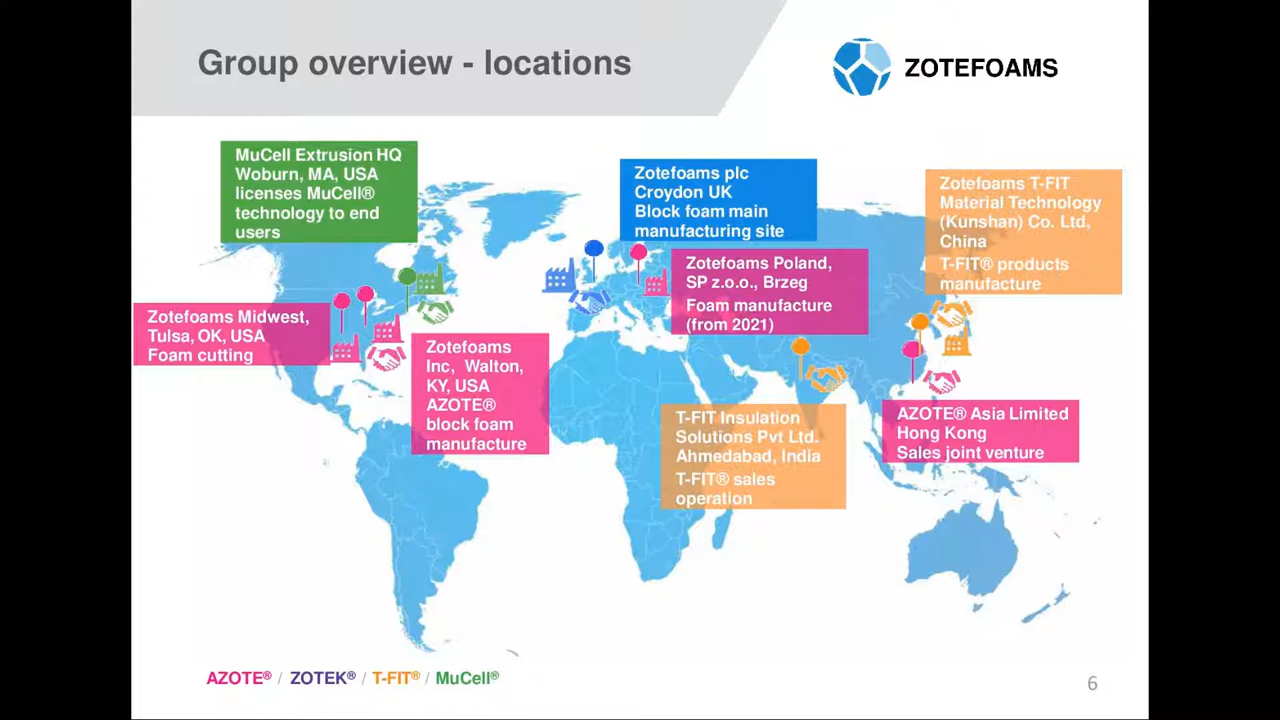 Group overview - locations
ZOTEFOAMS
MuCell Extrusion HQ
Woburn, MA, USA
licenses MuCell®
technology to end
users
Zotefoams plc
Croydon UK
Block foam main
manufacturing site
Zotefoams T-FIT
Material Technology
(Kunshan) Co. Ltd,
China
T-FIT® products
manufacture
Zotefoams Poland,
SP z.o.o., Brzeg
Foam manufacture
(from 2021)
Zotefoams Midwest,
Tulsa, OK, USA
Foam cutting
Zotefoams
Inc, Walton,
KY, USA
AZOTE®
block foam
manufacture
T-FIT Insulation
Solutions Pvt Ltd.
Ahmedabad, India
T-FIT® sales
operation
AZOTE® Asia Limited
Hong Kong
Sales joint venture
AZOTE® / ZOTEK® / T-FIT® / MuCell®
6